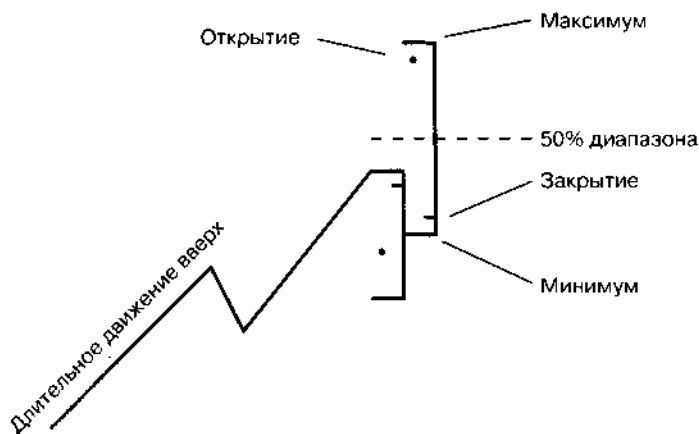 Максимум
Открытие
50% диапазона
Закрытие
Минимум
Длительное движение вверх